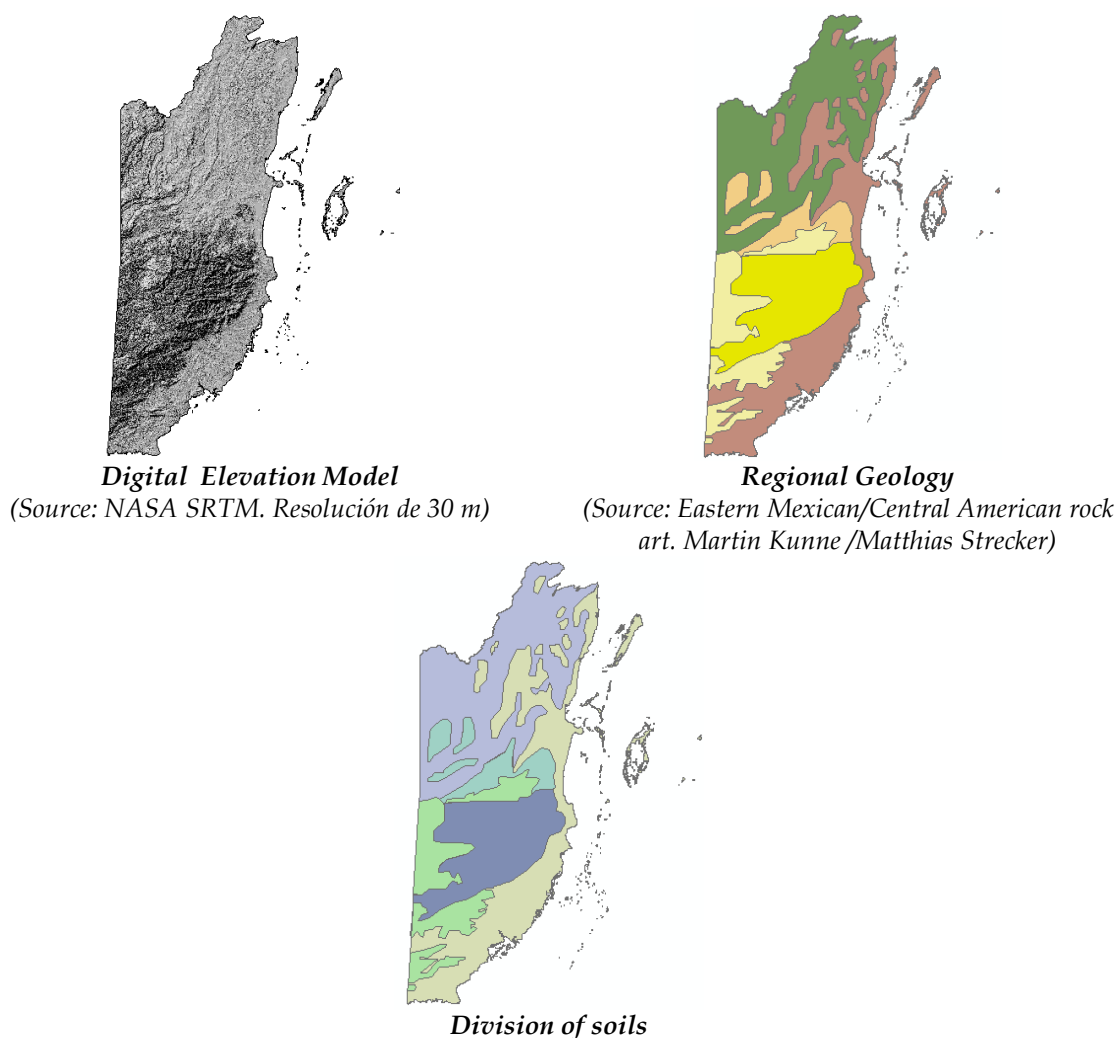 Digital Elevation Model
(Source: NASA SRTM. Resolución de 30 m)
Regional Geology
(Source: Eastern Mexican/Central American rock
art. Martin Kunne /Matthias Strecker)
Division of soils